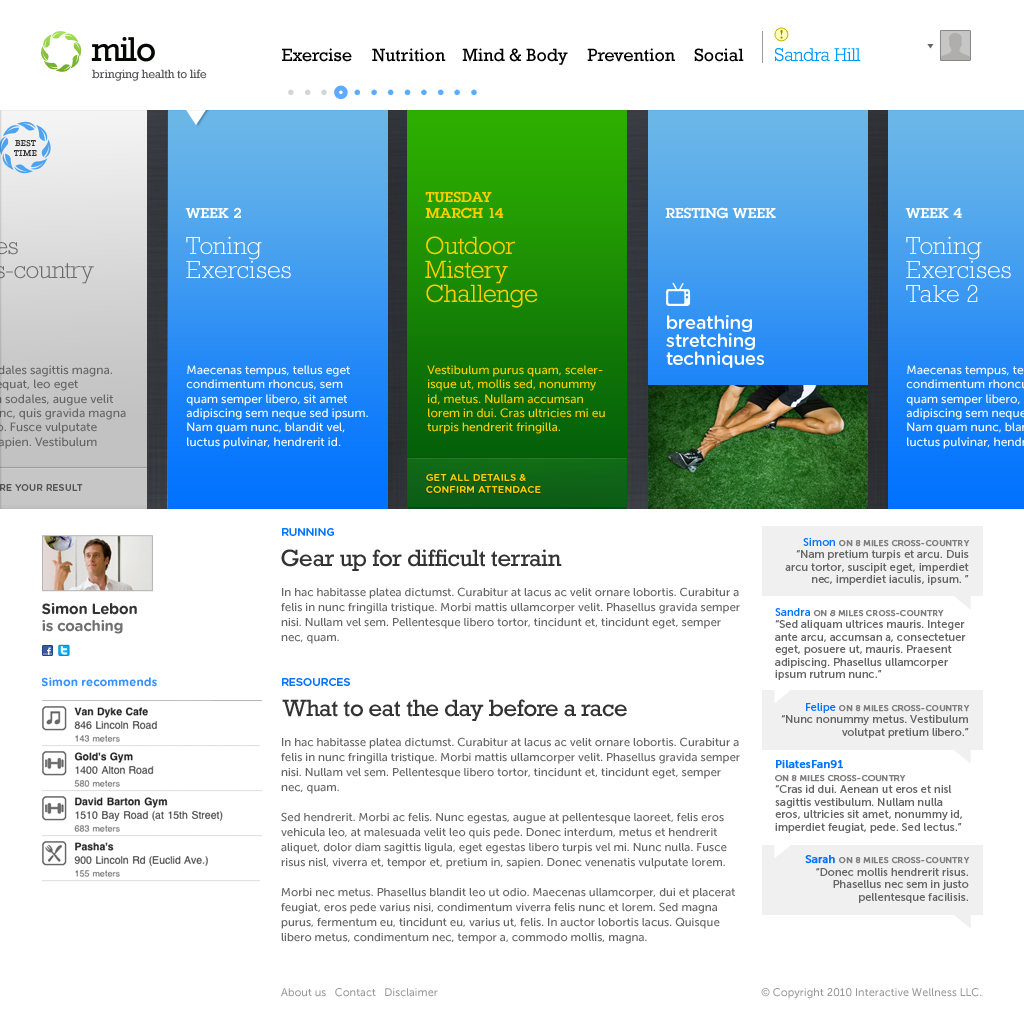 milo
bringing health to life
Exercise Nutrition Mind & Body Prevention Social
Sandra Hill
BEST
TIME
es
s-country
dales sagittis magna.
equat, leo eget
sodales, augue velit
nc, quis gravida magna
o. Fusce vulputate
apien. Vestibulum
RE YOUR RESULT
WEEK 2
Toning
Exercises
Maecenas tempus, tellus eget
condimentum rhoncus, sem
quam semper libero, sit amet
adipiscing sem neque sed ipsum.
Nam quam nunc, blandit vel,
luctus pulvinar, hendrerit id.
TUESDAY
MARCH 14
Outdoor
Mistery
Challenge
Vestibulum purus quam, sceler-
isque ut, mollis sed, nonummy
id, metus. Nullam accumsan
lorem in dui. Cras ultricies mi eu
turpis hendrerit fringilla.
GET ALL DETAILS &
CONFIRM ATTENDACE
RESTING WEEK
breathing
stretching
techniques
WEEK 4
Toning
Exercises
Take 2
Maecenas tempus, te
condimentum rhoncu
quam semper libero,
adipiscing sem neque
Nam quam nunc, bla
luctus pulvinar, hend
Simon Lebon
is coaching
Simon recommends
Van Dyke Cafe
846 Lincoln Road
143 meters
Gold's Gym
1400 Alton Road
580 meters
David Barton Gym
1510 Bay Road (at 15th Street)
683 meters
Pasha's
900 Lincoln Rd (Euclid Ave.)
155 meters
RUNNING
Gear up for difficult terrain
In hac habitasse platea dictumst. Curabitur at lacus ac velit ornare lobortis. Curabitur a
felis in nunc fringilla tristique. Morbi mattis ullamcorper velit. Phasellus gravida semper
nisi. Nullam vel sem. Pellentesque libero tortor, tincidunt et, tincidunt eget, semper
nec, quam.
RESOURCES
What to eat the day before a race
In hac habitasse platea dictumst. Curabitur at lacus ac velit ornare lobortis. Curabitur a
felis in nunc fringilla tristique. Morbi mattis ullamcorper velit. Phasellus gravida semper
nisi. Nullam vel sem. Pellentesque libero tortor, tincidunt et, tincidunt eget, semper
nec, quam.
Sed hendrerit. Morbi ac felis. Nunc egestas, augue at pellentesque laoreet, felis eros
vehicula leo, at malesuada velit leo quis pede. Donec interdum, metus et hendrerit
aliquet, dolor diam sagittis ligula, eget egestas libero turpis vel mi. Nunc nulla. Fusce
risus nisl, viverra et, tempor et, pretium in, sapien. Donec venenatis vulputate lorem.
Morbi nec metus. Phasellus blandit leo ut odio. Maecenas ullamcorper, dui et placerat
feugiat, eros pede varius nisi, condimentum viverra felis nunc et lorem. Sed magna
purus, fermentum eu, tincidunt eu, varius ut, felis. In auctor lobortis lacus. Quisque
libero metus, condimentum nec, tempor a, commodo mollis, magna.
Simon ON 8 MILES CROSS-COUNTRY
“Nam pretium turpis et arcu. Duis
arcu tortor, suscipit eget, imperdiet
nec, imperdiet iaculis, ipsum. ”
Sandra ON 8 MILES CROSS-COUNTRY
“Sed aliquam ultrices mauris. Integer
ante arcu, accumsan a, consectetuer
eget, posuere ut, mauris. Praesent
adipiscing. Phasellus ullamcorper
ipsum rutrum nunc.”
Felipe ON 8 MILES CROSS-COUNTRY
“Nunc nonummy metus. Vestibulum
volutpat pretium libero.”
PilatesFan91
ON 8 MILES CROSS-COUNTRY
“Cras id dui. Aenean ut eros et nisl
sagittis vestibulum. Nullam nulla
eros, ultricies sit amet, nonummy id,
imperdiet feugiat, pede. Sed lectus.”
Sarah ON 8 MILES CROSS-COUNTRY
“Donec mollis hendrerit risus.
Phasellus nec sem in justo
pellentesque facilisis.
About us Contact Disclaimer
© Copyright 2010 Interactive Wellness LLC.